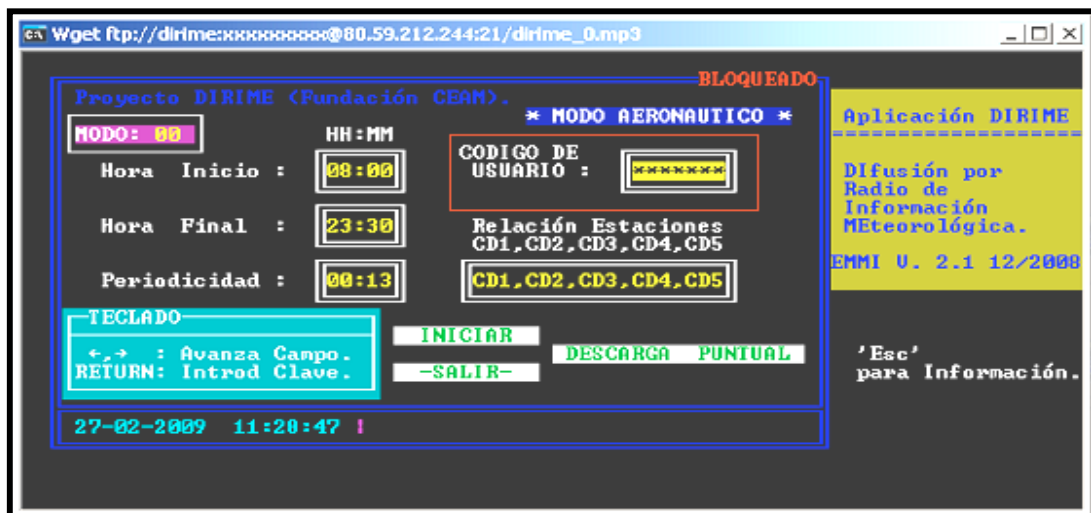 Wget ftp://dirime:xxxxxxxxxx@80.59.212.244:21/dirime_0.mp3
BLOQUEADO
Proyecto DIRIME (Fundación CEAM).
* MODO AERONAUTICO *
MODO: 00
HH:MM
Hora Inicio : 08:00
CODIGO DE
USUARIO : *******
Hora Final : 23:30
Relación Estaciones
CD1,CD2,CD3,CD4,CD5
Periodicidad : 00:13
CD1,CD2,CD3,CD4,CD5
TECLADO
←,→ : Avanza Campo.
RETURN: Introd Clave.
INICIAR
-SALIR-
DESCARGA PUNTUAL
27-02-2009 11:28:47 !
Aplicación DIRIME
==================
DIfusión por
Radio de
Información
MEteorológica.
EMMI V. 2.1 12/2008
'Esc'
para Información.